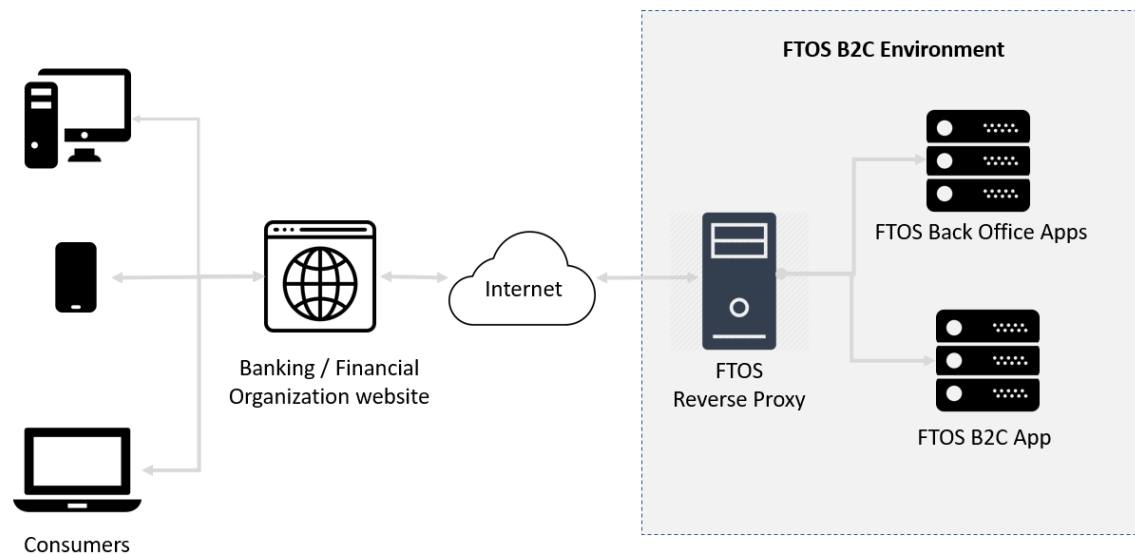 FTOS B2C Environment
FTOS Back Office Apps
Internet
Banking / Financial
Organization website
FTOS
Reverse Proxy
FTOS B2C App
Consumers